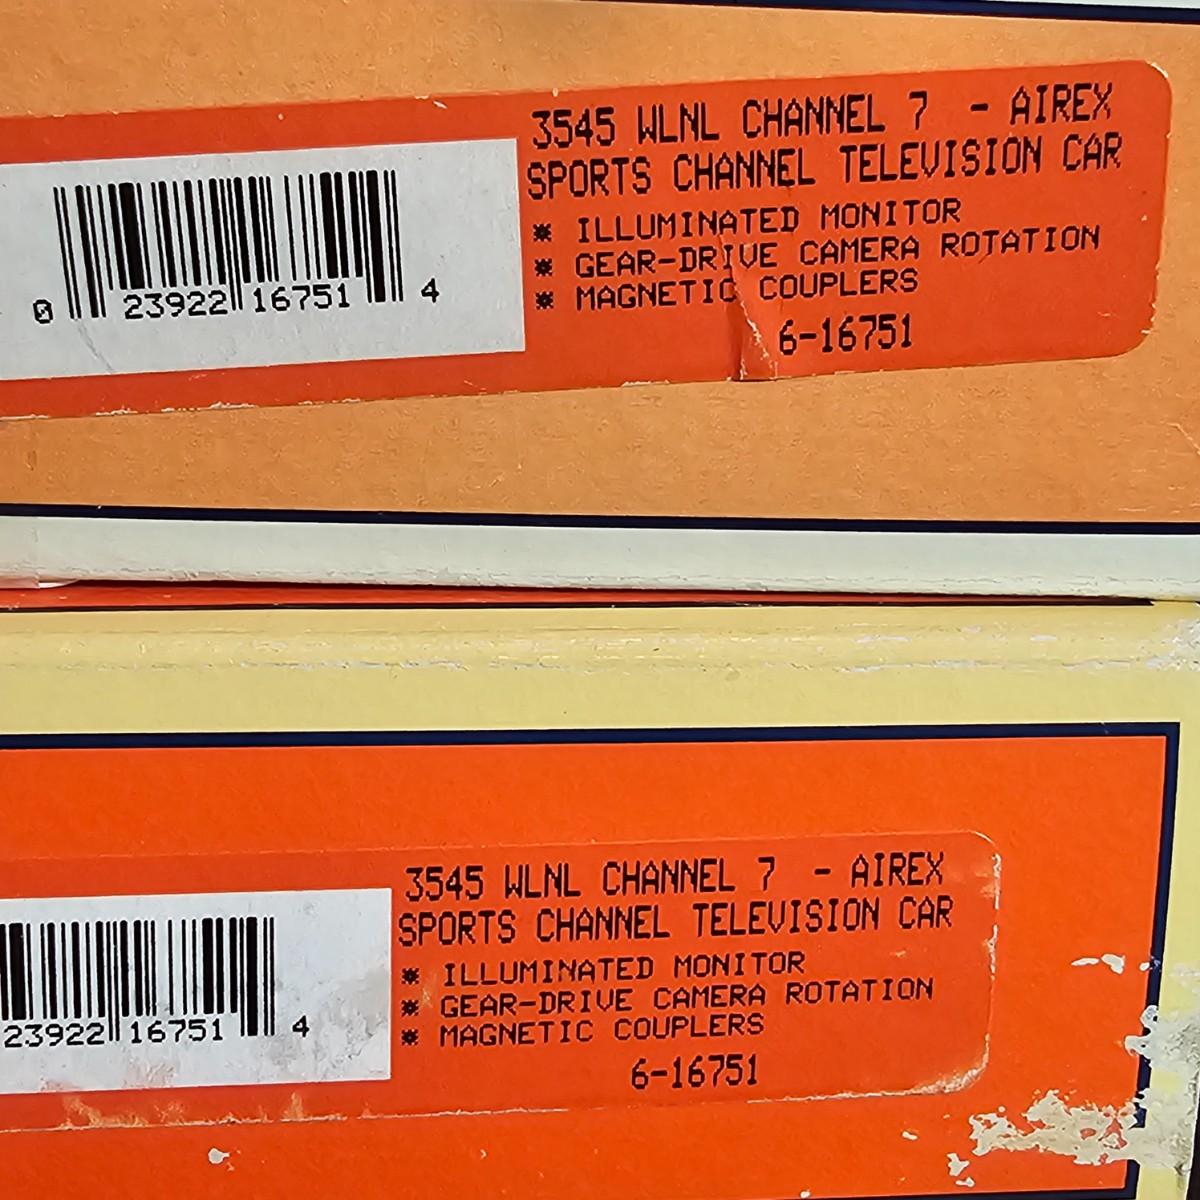 3545 WLNL CHANNEL 7 - AIREX
SPORTS CHANNEL TELEVISION CAR
* ILLUMINATED MONITOR
* GEAR-DRIVE CAMERA ROTATION
* MAGNETIC COUPLERS
6-16751
0 23922 16751 4
3545 WLNL CHANNEL 7 - AIREX
SPORTS CHANNEL TELEVISION CAR
* ILLUMINATED MONITOR
* GEAR-DRIVE CAMERA ROTATION
* MAGNETIC COUPLERS
6-16751
23922 16751 4